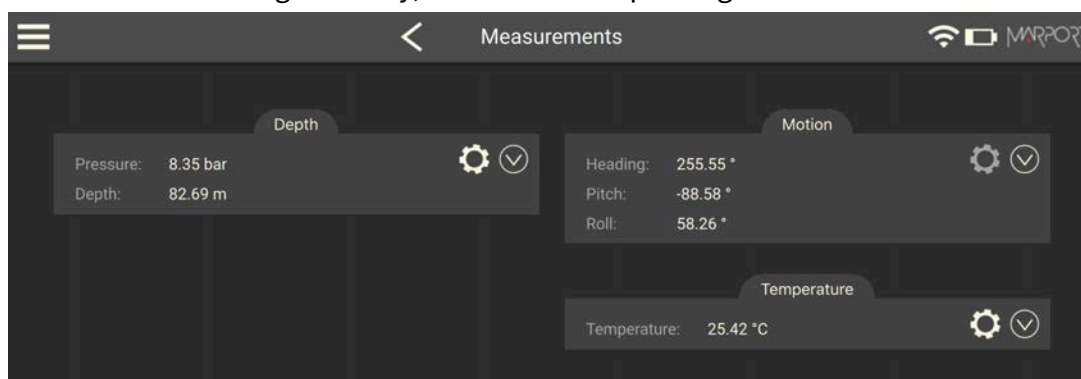 Measurements
MARPORT
Depth
Pressure: 8.35 bar
Depth: 82.69 m
Motion
Heading: 255.55 °
Pitch: -88.58 °
Roll: 58.26 °
Temperature
Temperature: 25.42 °C